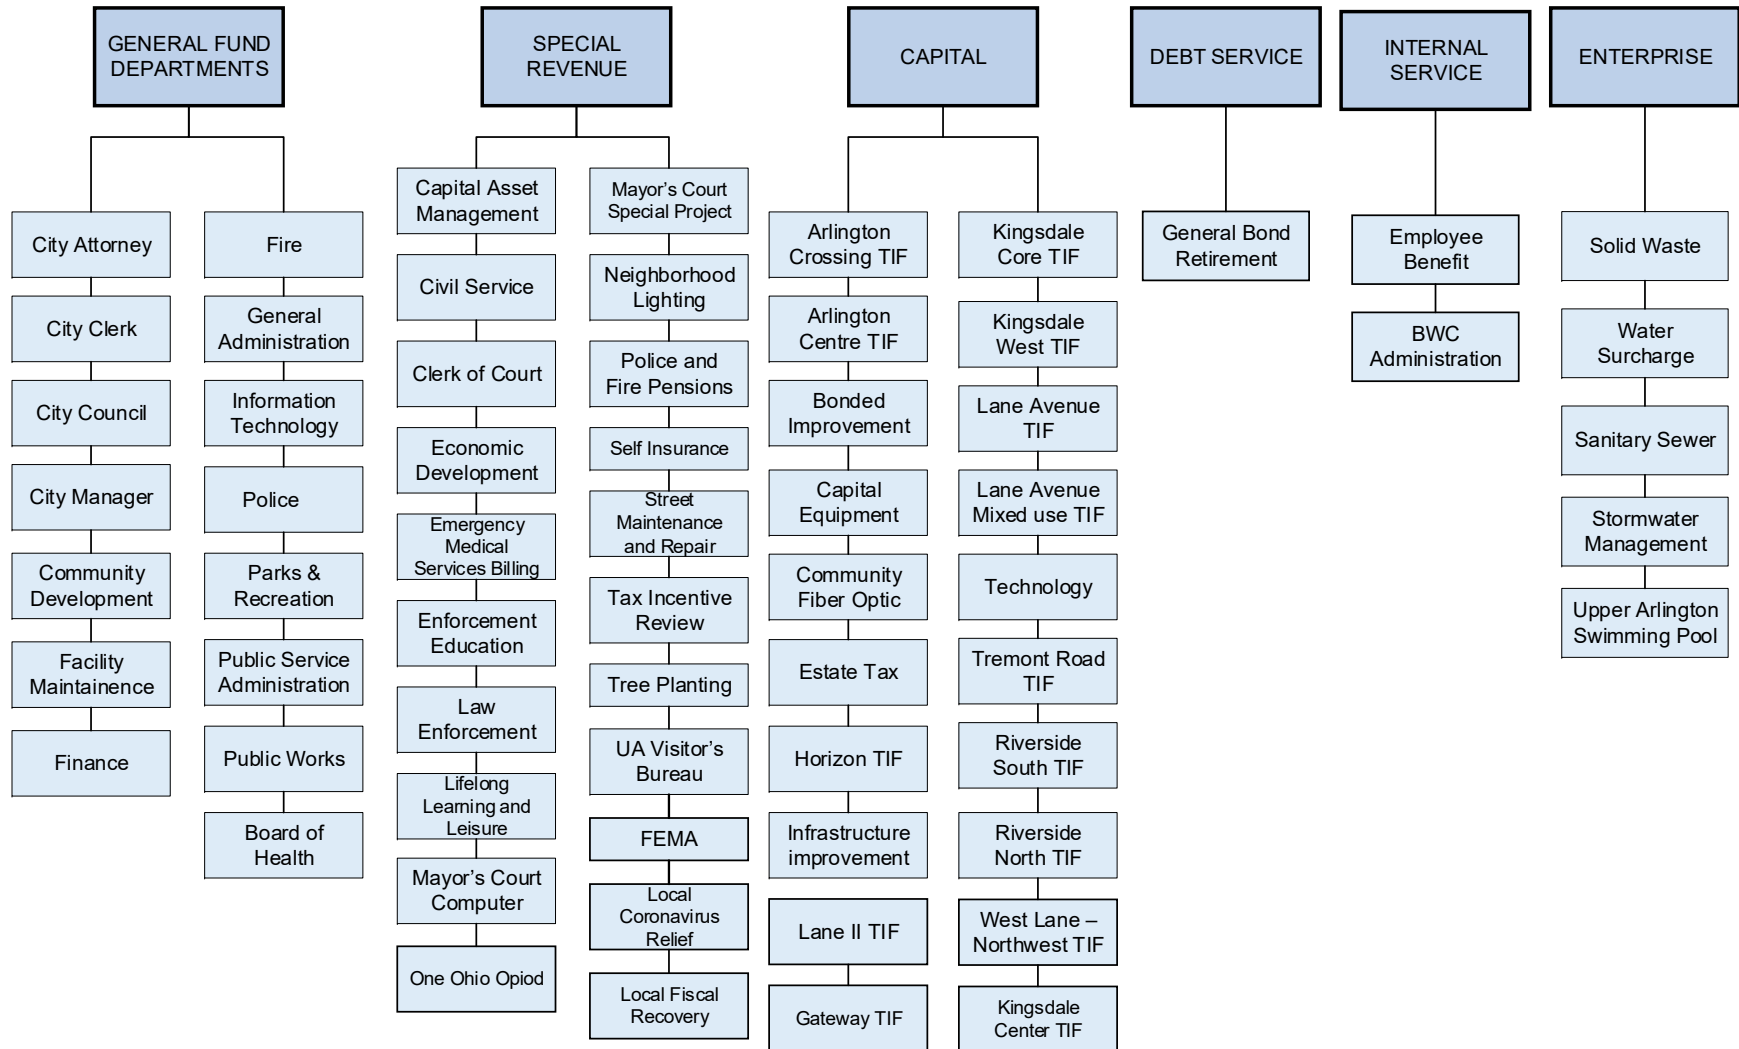 GENERAL FUND
DEPARTMENTS
SPECIAL
REVENUE
CAPITAL
DEBT SERVICE
INTERNAL
SERVICE
ENTERPRISE
City Attorney
City Clerk
City Council
City Manager
Community
Development
Facility
Maintainence
Finance
Fire
General
Administration
Information
Technology
Police
Parks &
Recreation
Public Service
Administration
Public Works
Board of
Health
Capital Asset
Management
Civil Service
Clerk of Court
Economic
Development
Emergency
Medical
Services Billing
Enforcement
Education
Law
Enforcement
Lifelong
Learning and
Leisure
Mayor’s Court
Computer
One Ohio Opiod
Mayor’s Court
Special Project
Neighborhood
Lighting
Police and
Fire Pensions
Self Insurance
Street
Maintenance
and Repair
Tax Incentive
Review
Tree Planting
UA Visitor’s
Bureau
FEMA
Local
Coronavirus
Relief
Local Fiscal
Recovery
Arlington
Crossing TIF
Arlington
Centre TIF
Bonded
Improvement
Capital
Equipment
Community
Fiber Optic
Estate Tax
Horizon TIF
Infrastructure
improvement
Lane II TIF
Gateway TIF
Kingsdale
Core TIF
Kingsdale
West TIF
Lane Avenue
TIF
Lane Avenue
Mixed use TIF
Technology
Tremont Road
TIF
Riverside
South TIF
Riverside
North TIF
West Lane –
Northwest TIF
Kingsdale
Center TIF
General Bond
Retirement
Employee
Benefit
BWC
Administration
Solid Waste
Water
Surcharge
Sanitary Sewer
Stormwater
Management
Upper Arlington
Swimming Pool